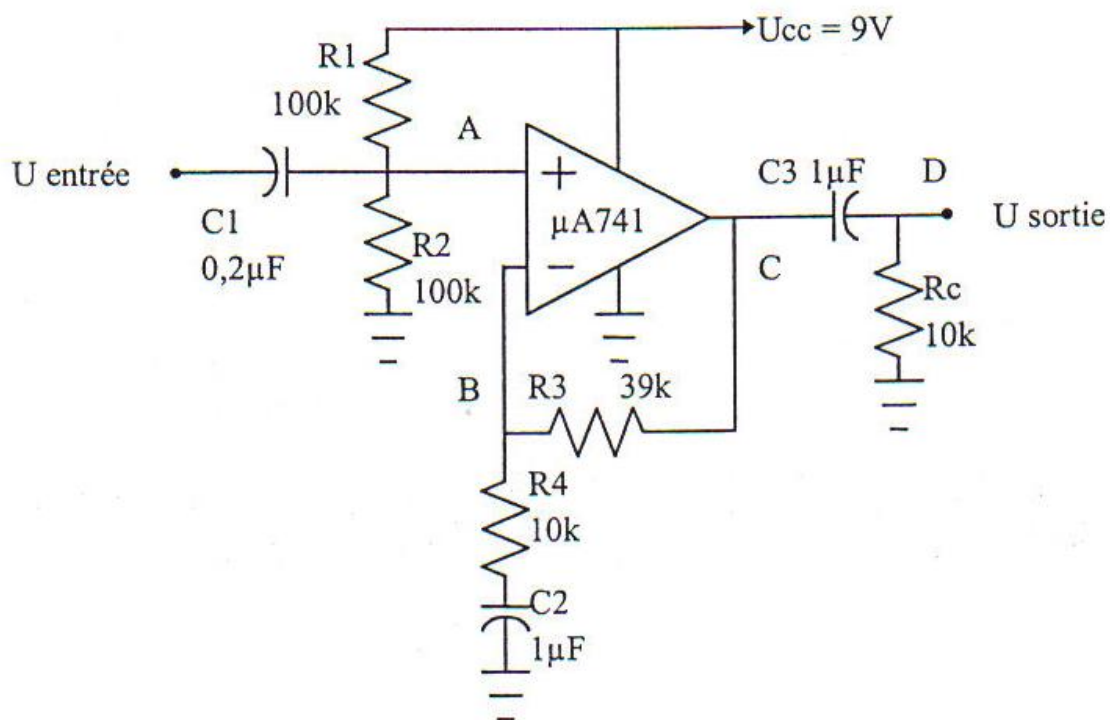 Ucc = 9V
R1
100k
A
U entrée
+
C3 1µF
D
C1
0,2µF
R2
100k
µA741
U sortie
−
C
Rc
10k
B
R3
39k
R4
10k
C2
1µF